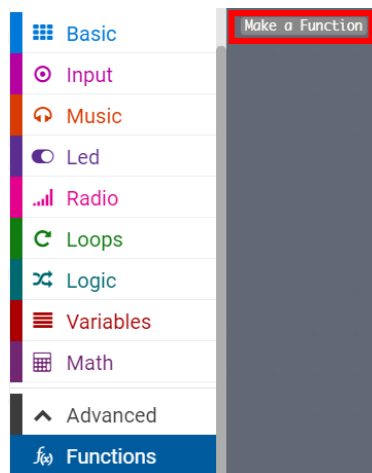 Basic
Make a Function
Input
Music
Led
Radio
Loops
Logic
Variables
Math
Advanced
f(x) Functions